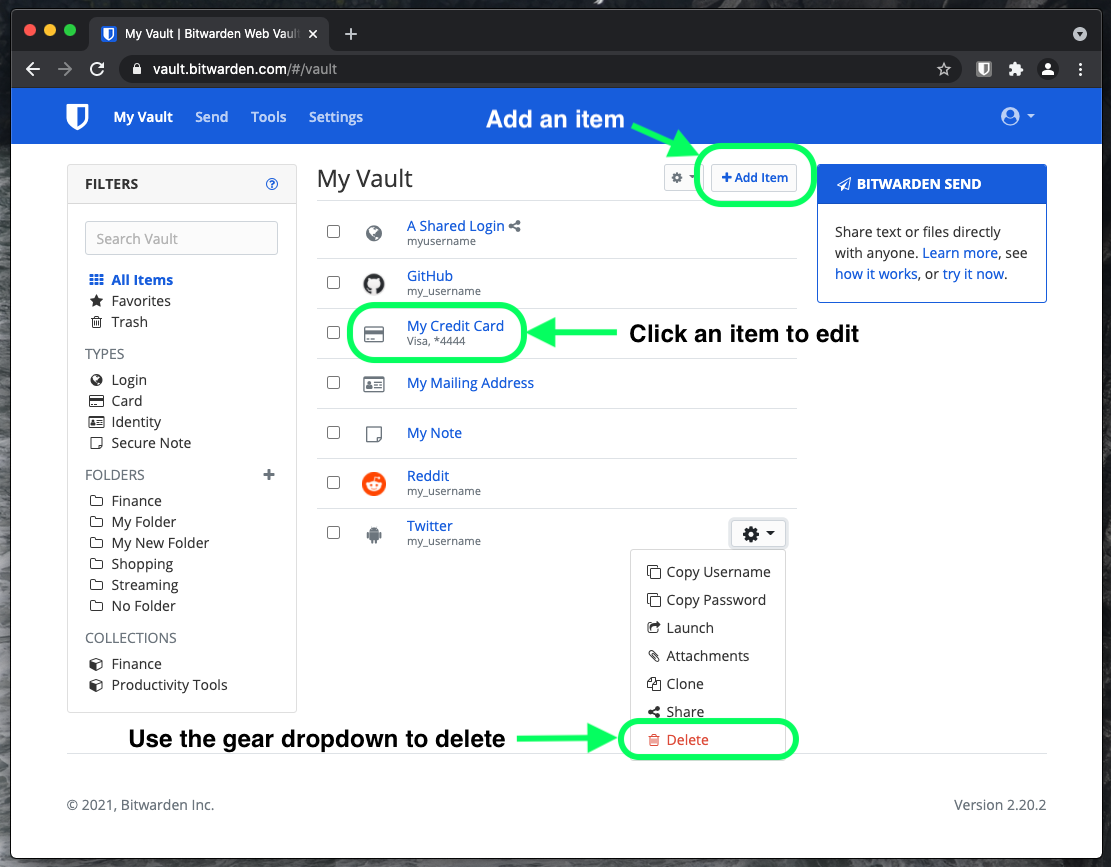 My Vault | Bitwarden Web Vaul
vault.bitwarden.com/#/vault
My Vault
Send
Tools
Settings
Add an item
FILTERS
My Vault
Add Item
BITWARDEN SEND
Search Vault
All Items
Favorites
Trash
TYPES
Login
Card
Identity
Secure Note
FOLDERS
Finance
My Folder
My New Folder
Shopping
Streaming
No Folder
COLLECTIONS
Finance
Productivity Tools
A Shared Login
myusername
GitHub
my_username
My Credit Card
Visa, *4444
Click an item to edit
My Mailing Address
My Note
Reddit
my_username
Twitter
my_username
Copy Username
Copy Password
Launch
Attachments
Clone
Share
Delete
Use the gear dropdown to delete
Share text or files directly
with anyone. Learn more, see
how it works, or try it now.
© 2021, Bitwarden Inc.
Version 2.20.2